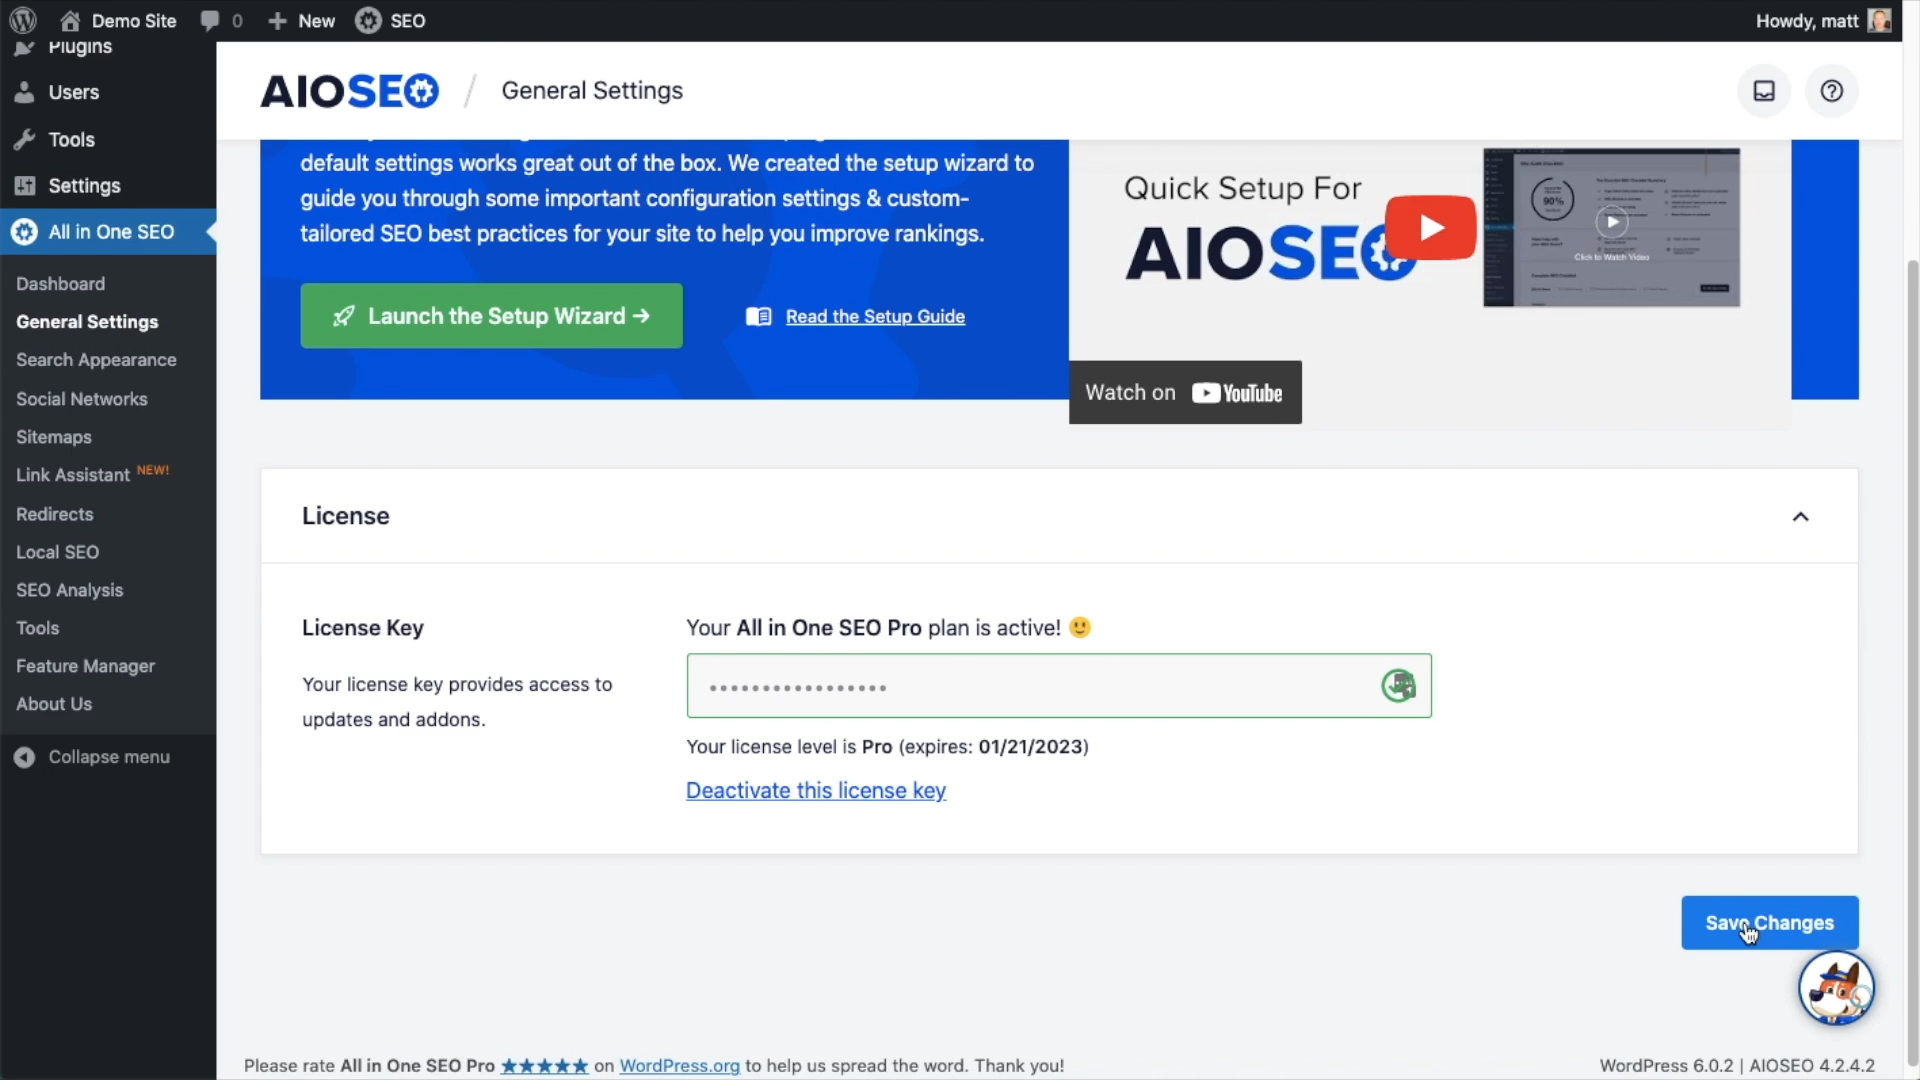 Demo Site
0
New
SEO
Howdy, matt
Plugins
Users
Tools
Settings
All in One SEO
Dashboard
General Settings
Search Appearance
Social Networks
Sitemaps
Link Assistant NEW!
Redirects
Local SEO
SEO Analysis
Tools
Feature Manager
About Us
Collapse menu
AIOSEO / General Settings
default settings works great out of the box. We created the setup wizard to
guide you through some important configuration settings & custom-
tailored SEO best practices for your site to help you improve rankings.
Launch the Setup Wizard →
Read the Setup Guide
Quick Setup For
AIOSEO
90%
Click to Watch Video
Watch on YouTube
License
License Key
Your license key provides access to
updates and addons.
Your All in One SEO Pro plan is active! 🙂
•••••••••••••••••
Your license level is Pro (expires: 01/21/2023)
Deactivate this license key
Save Changes
Please rate All in One SEO Pro ★★★★★ on WordPress.org to help us spread the word. Thank you!
WordPress 6.0.2 | AIOSEO 4.2.4.2